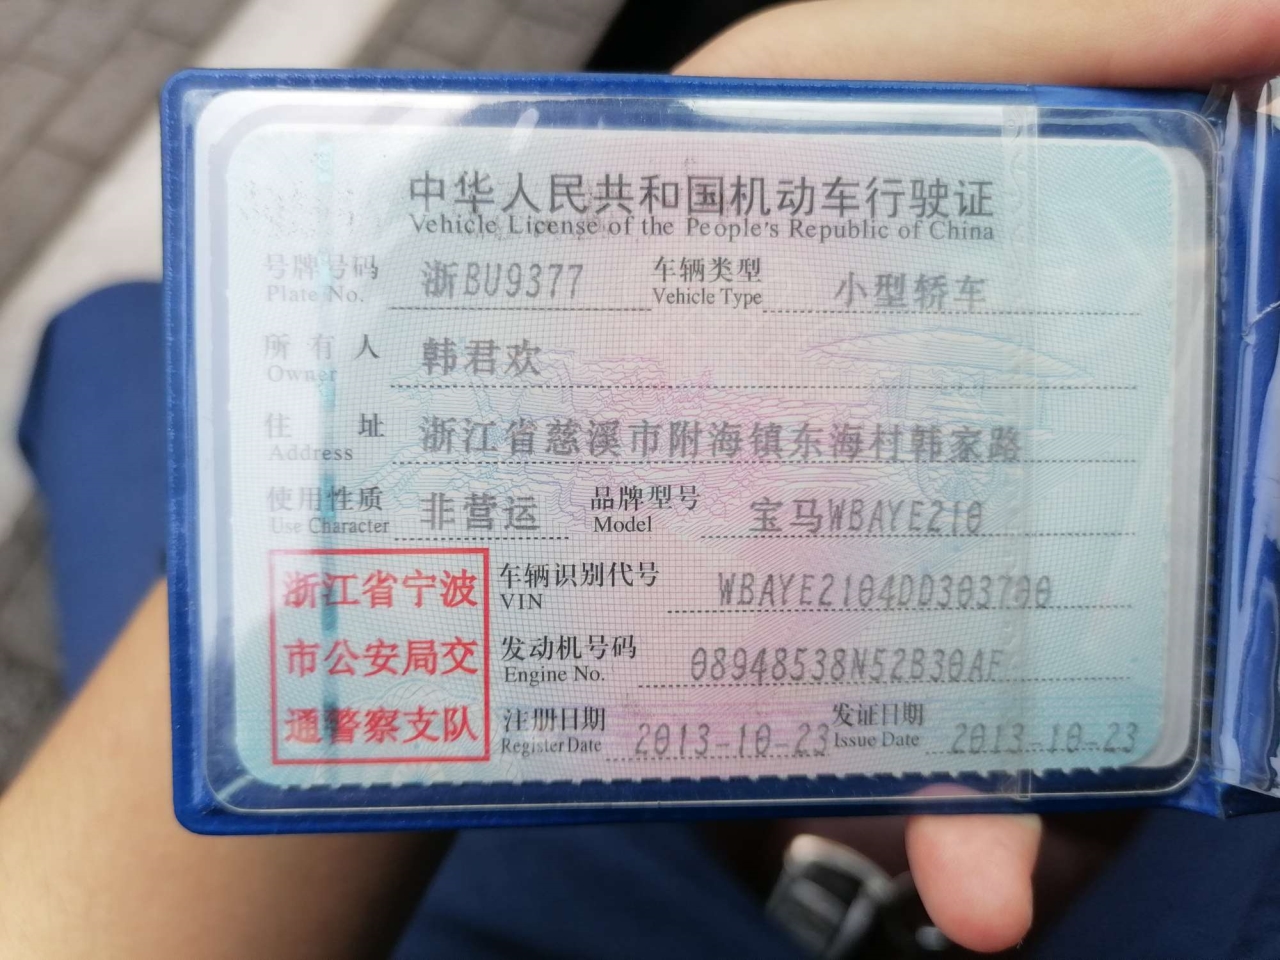 中华人民共和国机动车行驶证
Vehicle License of the People's Republic of China
号牌号码 浙BU9377 车辆类型 小型轿车
Plate No. Vehicle Type
所有人 韩君欢
Owner
住址 浙江省慈溪市附海镇东海村韩家路
Address
使用性质 非营运 品牌型号 宝马WBAYE210
Use Character Model
浙江省宁波
市公安局交
通警察支队
车辆识别代号 WBAYE2104DD303700
VIN
发动机号码 08948538N52B30AF
Engine No.
注册日期 2013-10-23 发证日期 2013-10-23
Register Date Issue Date